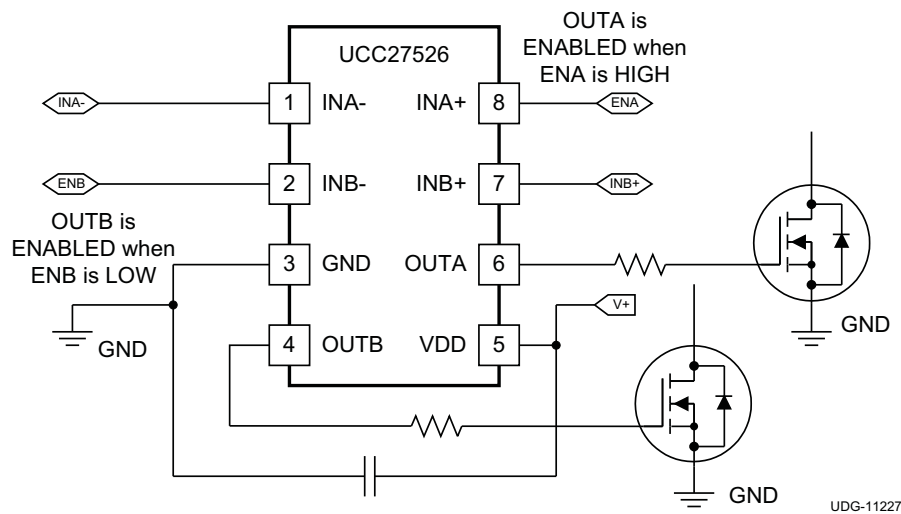 OUTA is
ENABLED when
ENA is HIGH
UCC27526
INA-
1
INA-
INA+
8
ENA
ENB
2
INB-
INB+
7
INB+
OUTB is
ENABLED when
ENB is LOW
3
GND
OUTA
6
V+
GND
GND
4
OUTB
VDD
5
GND
UDG-11227